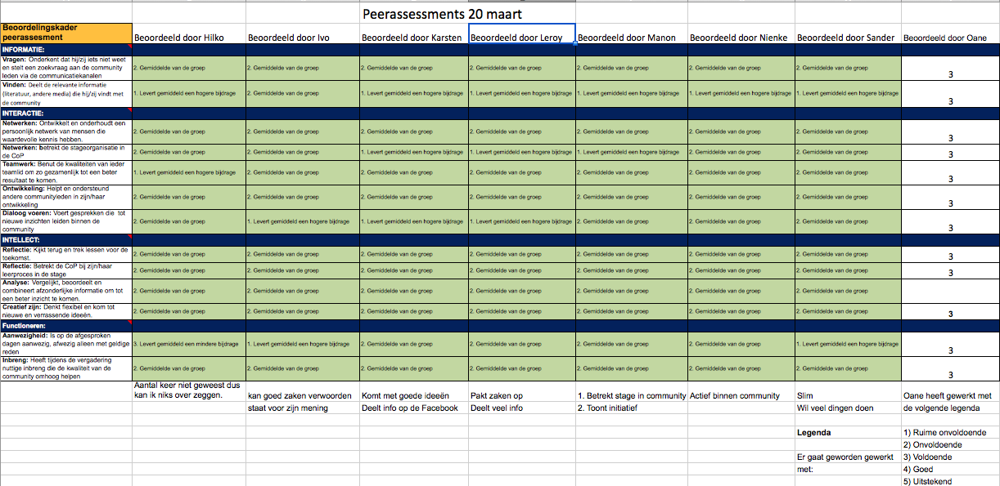 Peerassessments 20 maart
Beoordelingskader
peerassesment
Beoordeeld door Hilko
Beoordeeld door Ivo
Beoordeeld door Karsten
Beoordeeld door Leroy
Beoordeeld door Manon
Beoordeeld door Nienke
Beoordeeld door Sander
Beoordeeld door Oane
INFORMATIE:
Vragen: Onderkent dat hij/zij iets niet weet
en stelt een zoekvraag aan de community
leden via de communicatiekanalen
2. Gemiddelde van de groep
2. Gemiddelde van de groep
2. Gemiddelde van de groep
2. Gemiddelde van de groep
2. Gemiddelde van de groep
2. Gemiddelde van de groep
2. Gemiddelde van de groep
3
Vinden: Deelt de relevante informatie
(literatuur, andere media) die hij/zij vindt met
de community
1. Levert gemiddeld een hogere bijdrage
2. Gemiddelde van de groep
1. Levert gemiddeld een hogere bijdrage
1. Levert gemiddeld een hogere bijdrage
1. Levert gemiddeld een hogere bijdrage
1. Levert gemiddeld een hogere bijdrage
1. Levert gemiddeld een hogere bijdrage
3
INTERACTIE:
Netwerken: Ontwikkelt en onderhoudt een
persoonlijk netwerk van mensen die
waardevolle kennis hebben.
2. Gemiddelde van de groep
2. Gemiddelde van de groep
2. Gemiddelde van de groep
2. Gemiddelde van de groep
2. Gemiddelde van de groep
2. Gemiddelde van de groep
2. Gemiddelde van de groep
3
Netwerken: betrekt de stageorganisatie in
de CoP
2. Gemiddelde van de groep
2. Gemiddelde van de groep
1. Levert gemiddeld een hogere bijdrage
1. Levert gemiddeld een hogere bijdrage
1. Levert gemiddeld een hogere bijdrage
2. Gemiddelde van de groep
2. Gemiddelde van de groep
3
Teamwerk: Benut de kwaliteiten van ieder
teamlid om zo gezamenlijk tot een beter
resultaat te komen.
1. Levert gemiddeld een hogere bijdrage
2. Gemiddelde van de groep
2. Gemiddelde van de groep
2. Gemiddelde van de groep
2. Gemiddelde van de groep
2. Gemiddelde van de groep
2. Gemiddelde van de groep
3
Ontwikkeling: Helpt en ondersteund
andere communityleden in zijn/haar
ontwikkeling
2. Gemiddelde van de groep
2. Gemiddelde van de groep
2. Gemiddelde van de groep
2. Gemiddelde van de groep
2. Gemiddelde van de groep
2. Gemiddelde van de groep
2. Gemiddelde van de groep
3
Dialoog voeren: Voert gesprekken die tot
nieuwe inzichten leiden binnen de
community
2. Gemiddelde van de groep
1. Levert gemiddeld een hogere bijdrage
1. Levert gemiddeld een hogere bijdrage
1. Levert gemiddeld een hogere bijdrage
2. Gemiddelde van de groep
2. Gemiddelde van de groep
2. Gemiddelde van de groep
3
INTELLECT:
Reflectie: Kijkt terug en trek lessen voor de
toekomst.
2. Gemiddelde van de groep
2. Gemiddelde van de groep
2. Gemiddelde van de groep
2. Gemiddelde van de groep
2. Gemiddelde van de groep
2. Gemiddelde van de groep
2. Gemiddelde van de groep
3
Reflectie: Betrekt de CoP bij zijn/haar
leerproces in de stage
2. Gemiddelde van de groep
2. Gemiddelde van de groep
2. Gemiddelde van de groep
2. Gemiddelde van de groep
2. Gemiddelde van de groep
2. Gemiddelde van de groep
2. Gemiddelde van de groep
3
Analyse: Vergelijkt, beoordeelt en
combineert afzonderlijke informatie om tot
een beter inzicht te komen.
2. Gemiddelde van de groep
2. Gemiddelde van de groep
2. Gemiddelde van de groep
2. Gemiddelde van de groep
2. Gemiddelde van de groep
2. Gemiddelde van de groep
2. Gemiddelde van de groep
Creatief zijn: Denkt flexibel en kom tot
nieuwe en verrassende ideeën.
2. Gemiddelde van de groep
2. Gemiddelde van de groep
2. Gemiddelde van de groep
2. Gemiddelde van de groep
2. Gemiddelde van de groep
2. Gemiddelde van de groep
2. Gemiddelde van de groep
3
Functioneren:
Aanwezigheid: Is op de afgesproken
dagen aanwezig, afwezig alleen met geldige
reden
3. Levert gemiddeld een mindere bijdrage
1. Levert gemiddeld een hogere bijdrage
2. Gemiddelde van de groep
2. Gemiddelde van de groep
2. Gemiddelde van de groep
2. Gemiddelde van de groep
1. Levert gemiddeld een hogere bijdrage
3
Inbreng: Heeft tijdens de vergadering
nuttige inbreng die de kwaliteit van de
community omhoog helpen
2. Gemiddelde van de groep
2. Gemiddelde van de groep
2. Gemiddelde van de groep
2. Gemiddelde van de groep
2. Gemiddelde van de groep
2. Gemiddelde van de groep
2. Gemiddelde van de groep
3
Aantal keer niet geweest dus
kan ik niks over zeggen.
kan goed zaken verwoorden
Komt met goede ideeën
Pakt zaken op
1. Betrekt stage in community
Actief binnen community
Slim
Oane heeft gewerkt met
staat voor zijn mening
Deelt info op de Facebook
Deelt veel info
2. Toont initiatief
Wil veel dingen doen
de volgende legenda
Legenda
1) Ruime onvoldoende
2) Onvoldoende
Er gaat geworden gewerkt
3) Voldoende
met:
4) Goed
5) Uitstekend